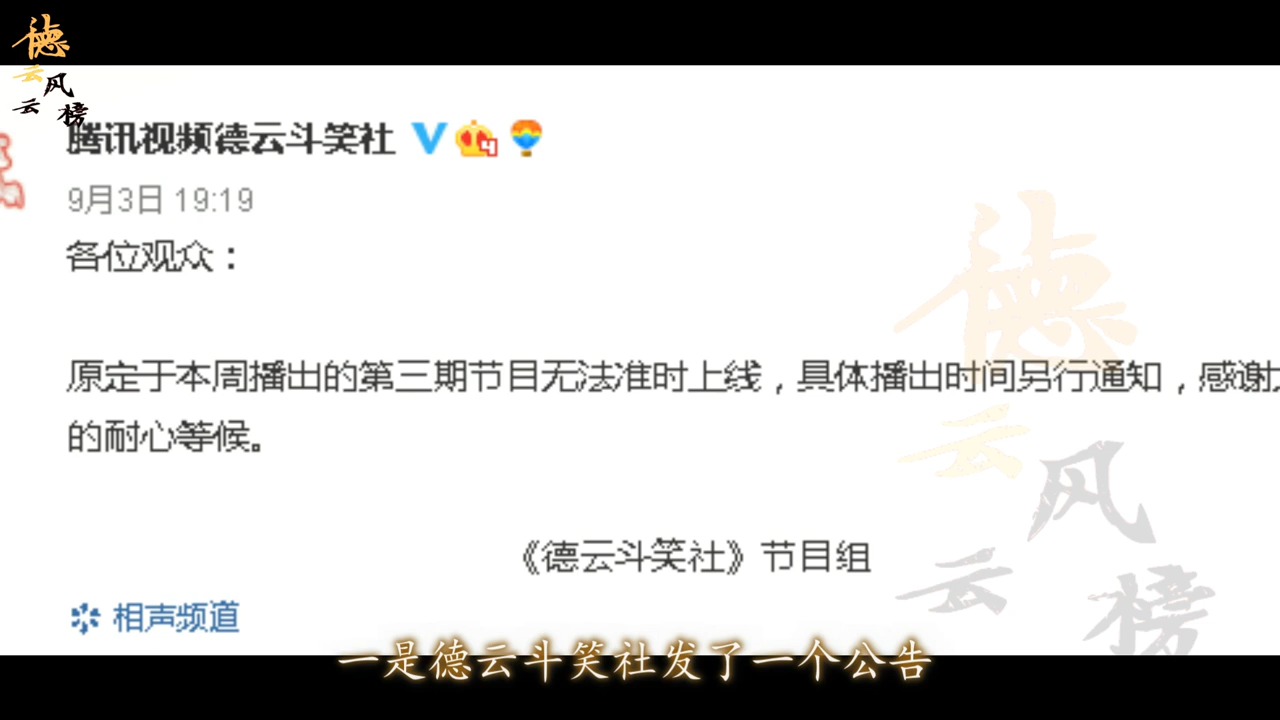 德
云风
云榜
腾讯视频德云斗笑社
9月3日 19:19
各位观众：
原定于本周播出的第三期节目无法准时上线，具体播出时间另行通知，感谢
的耐心等候。
《德云斗笑社》节目组
相声频道
德
云风
云榜
一是德云斗笑社发了一个公告